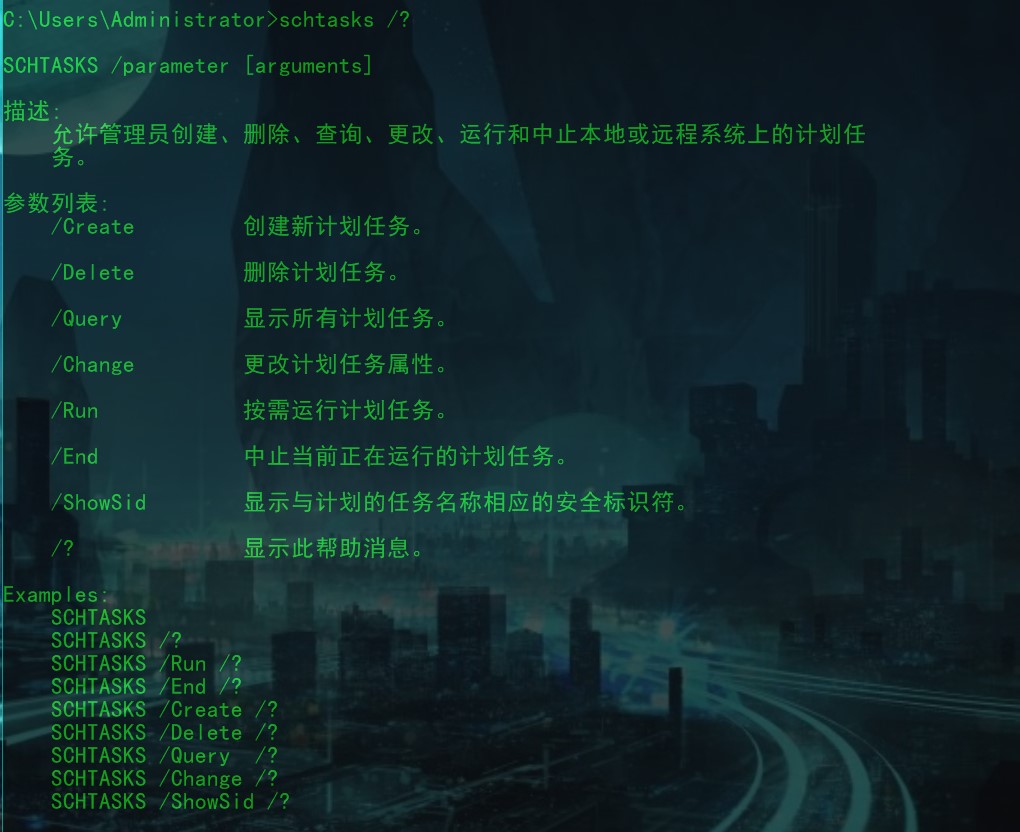 C:\Users\Administrator>schtasks /?
SCHTASKS /parameter [arguments]
描述:
允许管理员创建、删除、查询、更改、运行和中止本地或远程系统上的计划任
务。
参数列表:
/Create 创建新计划任务。
/Delete 删除计划任务。
/Query 显示所有计划任务。
/Change 更改计划任务属性。
/Run 按需运行计划任务。
/End 中止当前正在运行的计划任务。
/ShowSid 显示与计划的任务名称相应的安全标识符。
/? 显示此帮助消息。
Examples:
SCHTASKS
SCHTASKS /?
SCHTASKS /Run /?
SCHTASKS /End /?
SCHTASKS /Create /?
SCHTASKS /Delete /?
SCHTASKS /Query  /?
SCHTASKS /Change /?
SCHTASKS /ShowSid /?